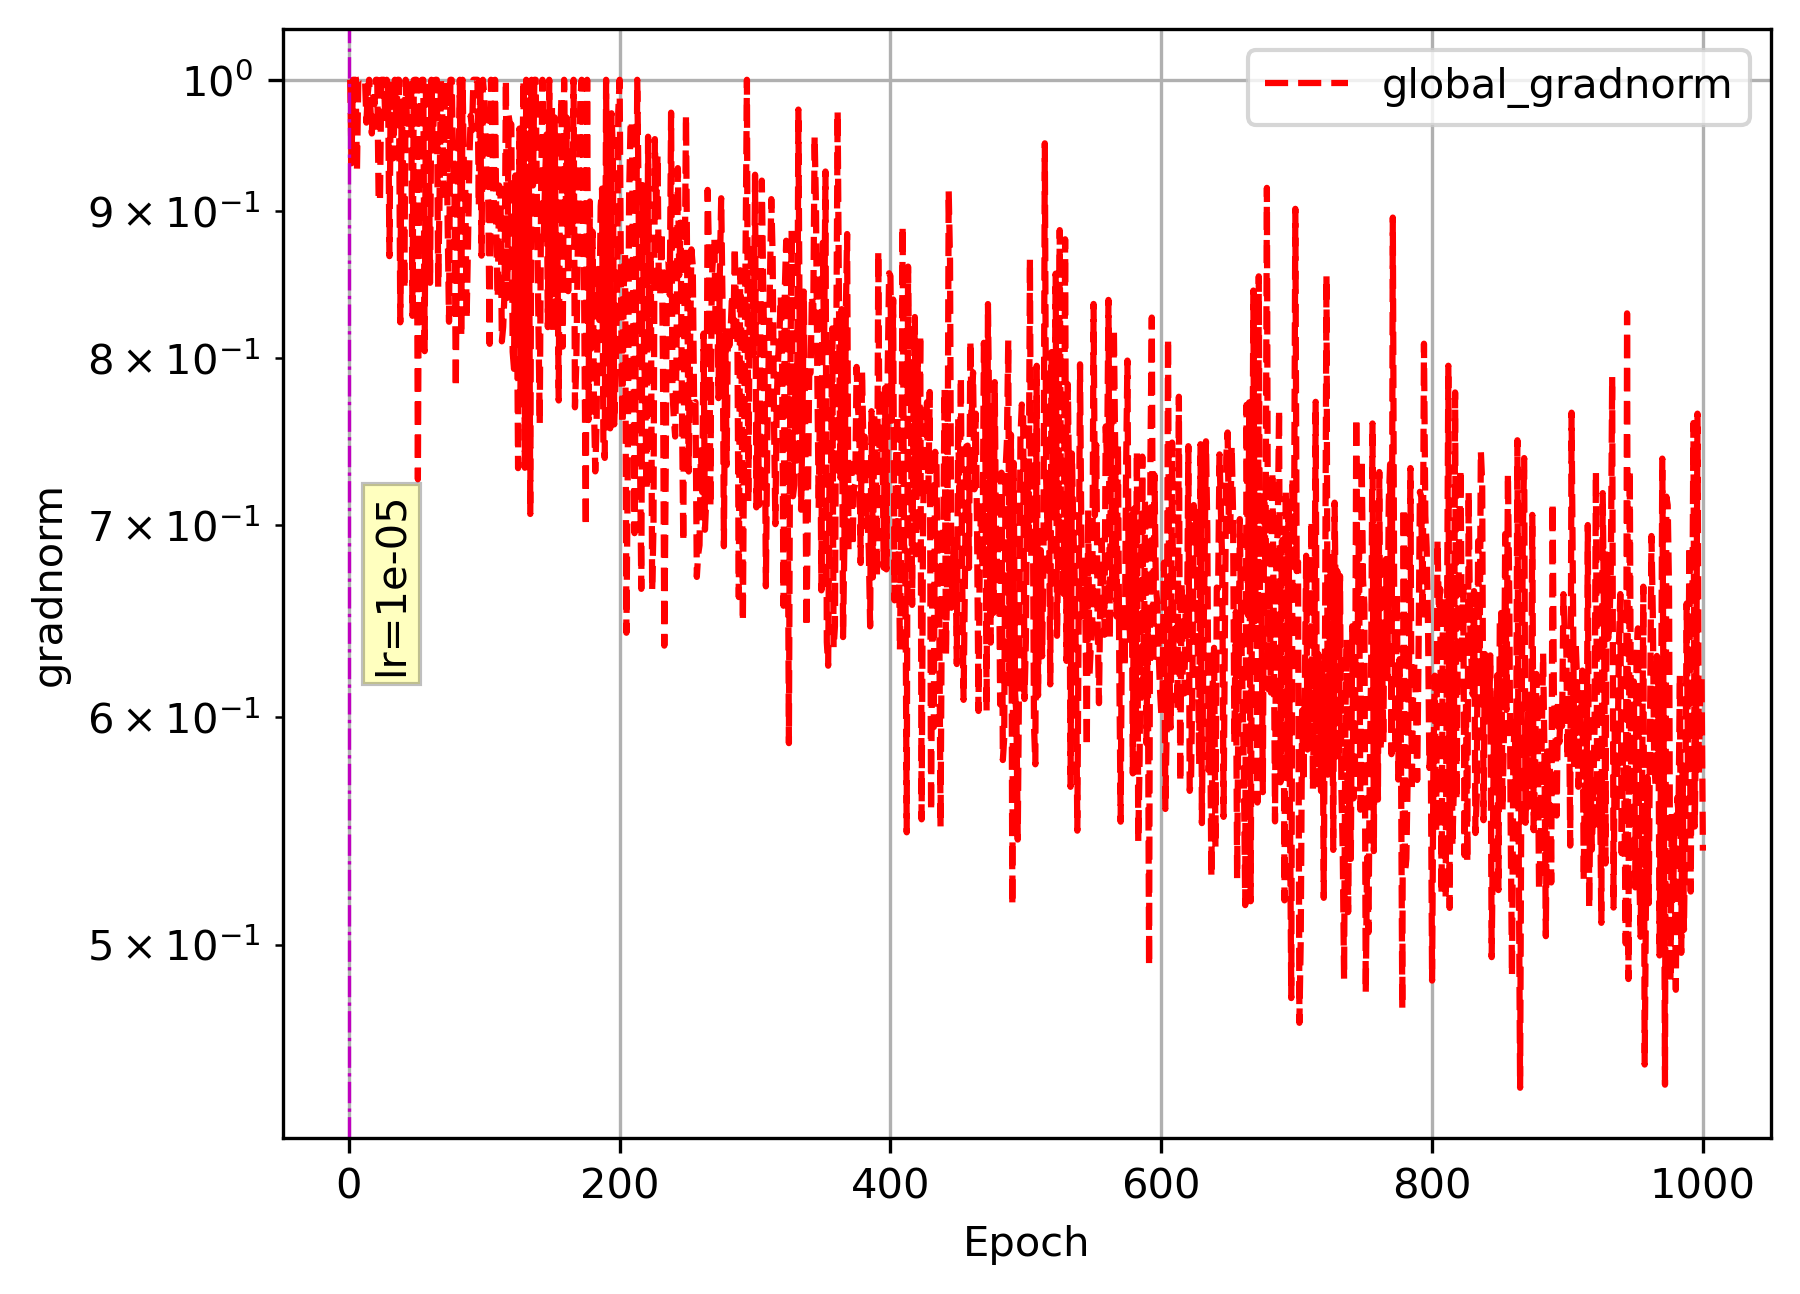 global_gradnorm
10⁰
9 × 10⁻¹
8 × 10⁻¹
7 × 10⁻¹
6 × 10⁻¹
5 × 10⁻¹
gradnorm
lr=1e-05
0 200 400 600 800 1000
Epoch